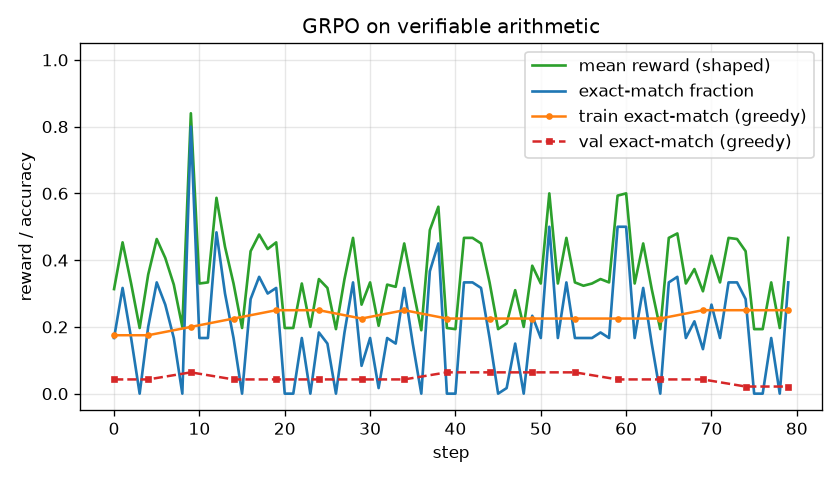 GRPO on verifiable arithmetic
mean reward (shaped)
exact-match fraction
train exact-match (greedy)
val exact-match (greedy)
reward / accuracy
1.0
0.8
0.6
0.4
0.2
0.0
0 10 20 30 40 50 60 70 80
step